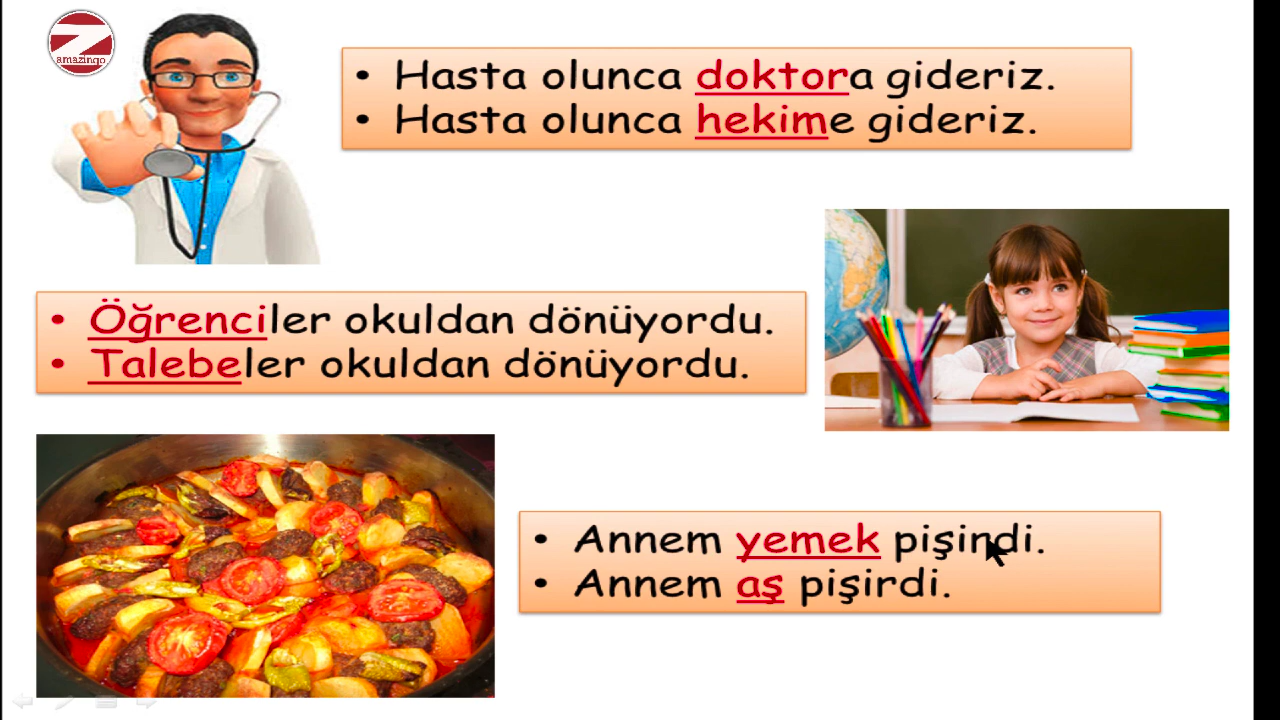 amazingo
• Hasta olunca doktora gideriz.
• Hasta olunca hekime gideriz.
• Öğrenciler okuldan dönüyordu.
• Talebeler okuldan dönüyordu.
• Annem yemek pişirdi.
• Annem aş pişirdi.